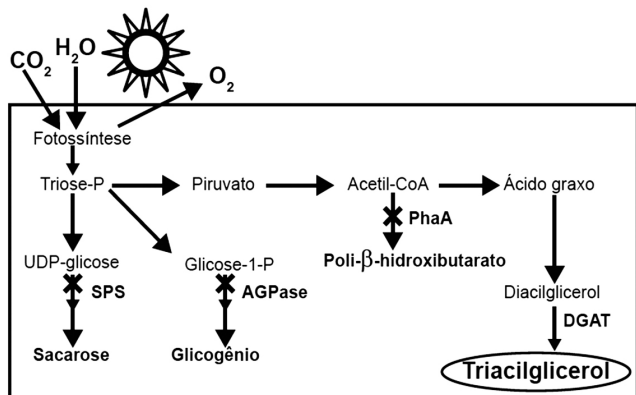 CO₂
H₂O
O₂
Fotossíntese
Triose-P
Piruvato
Acetil-CoA
Ácido graxo
PhaA
UDP-glicose
Glicose-1-P
Poli-β-hidroxibutarato
SPS
AGPase
Diacilglicerol
DGAT
Sacarose
Glicogênio
Triacilglicerol